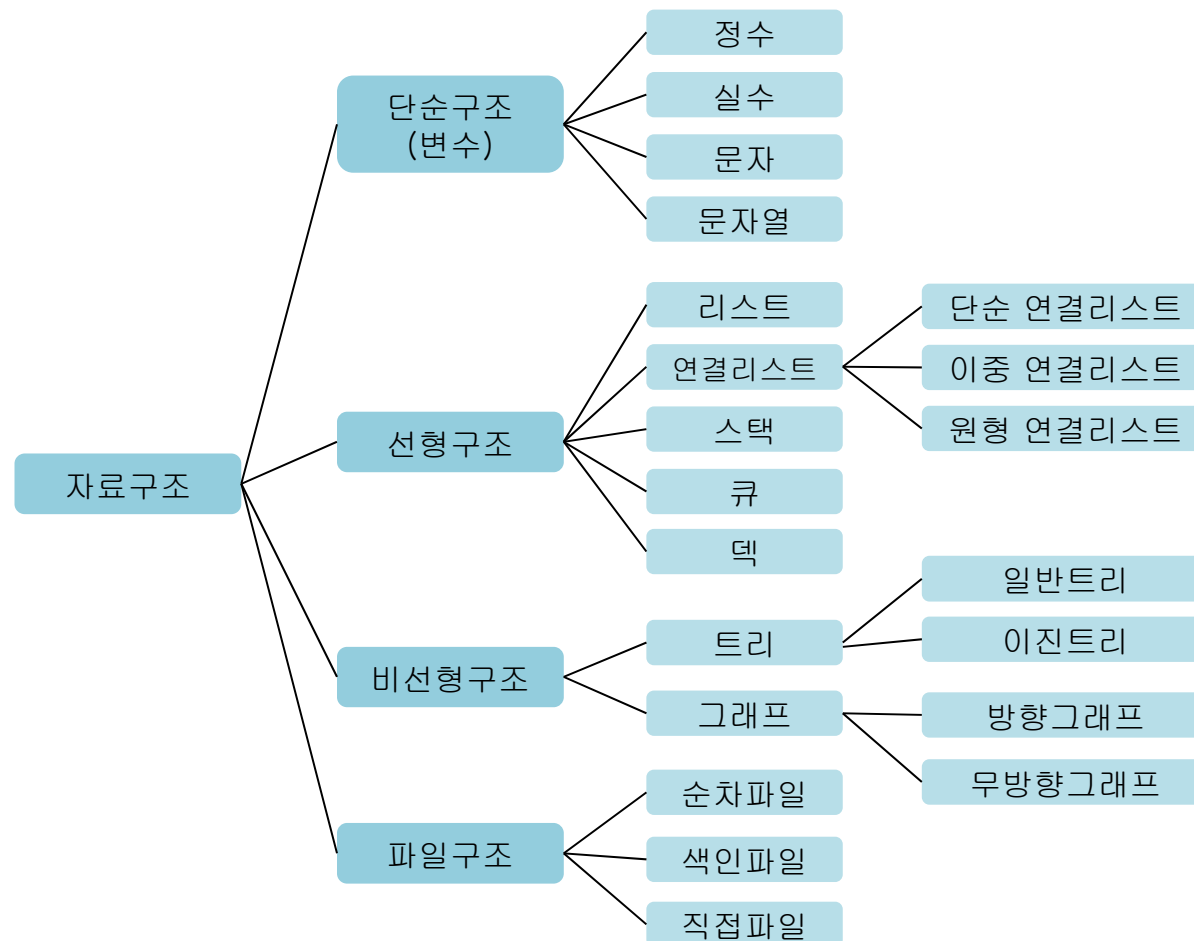 자료구조
단순구조
(변수)
정수
실수
문자
문자열
선형구조
리스트
연결리스트
단순 연결리스트
이중 연결리스트
원형 연결리스트
스택
큐
덱
비선형구조
트리
일반트리
이진트리
그래프
방향그래프
무방향그래프
파일구조
순차파일
색인파일
직접파일